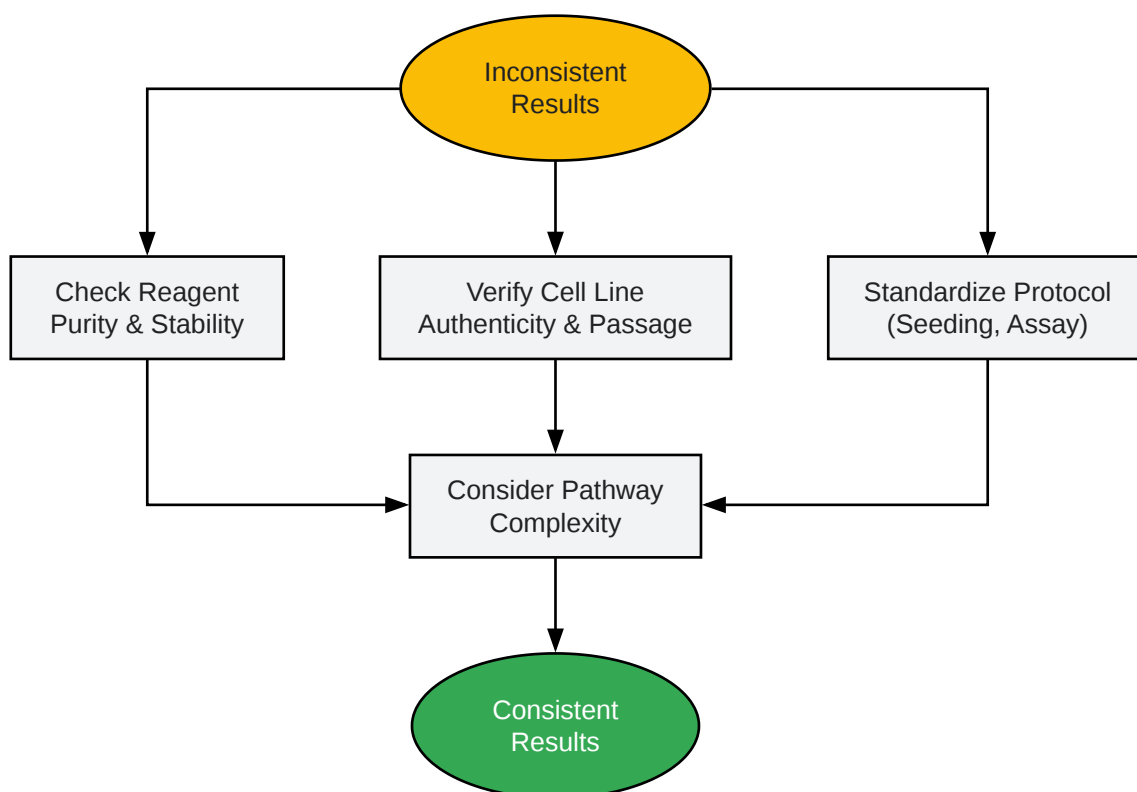 Inconsistent
Results
Check Reagent
Purity & Stability
Verify Cell Line
Authenticity & Passage
Standardize Protocol
(Seeding, Assay)
Consider Pathway
Complexity
Consistent
Results